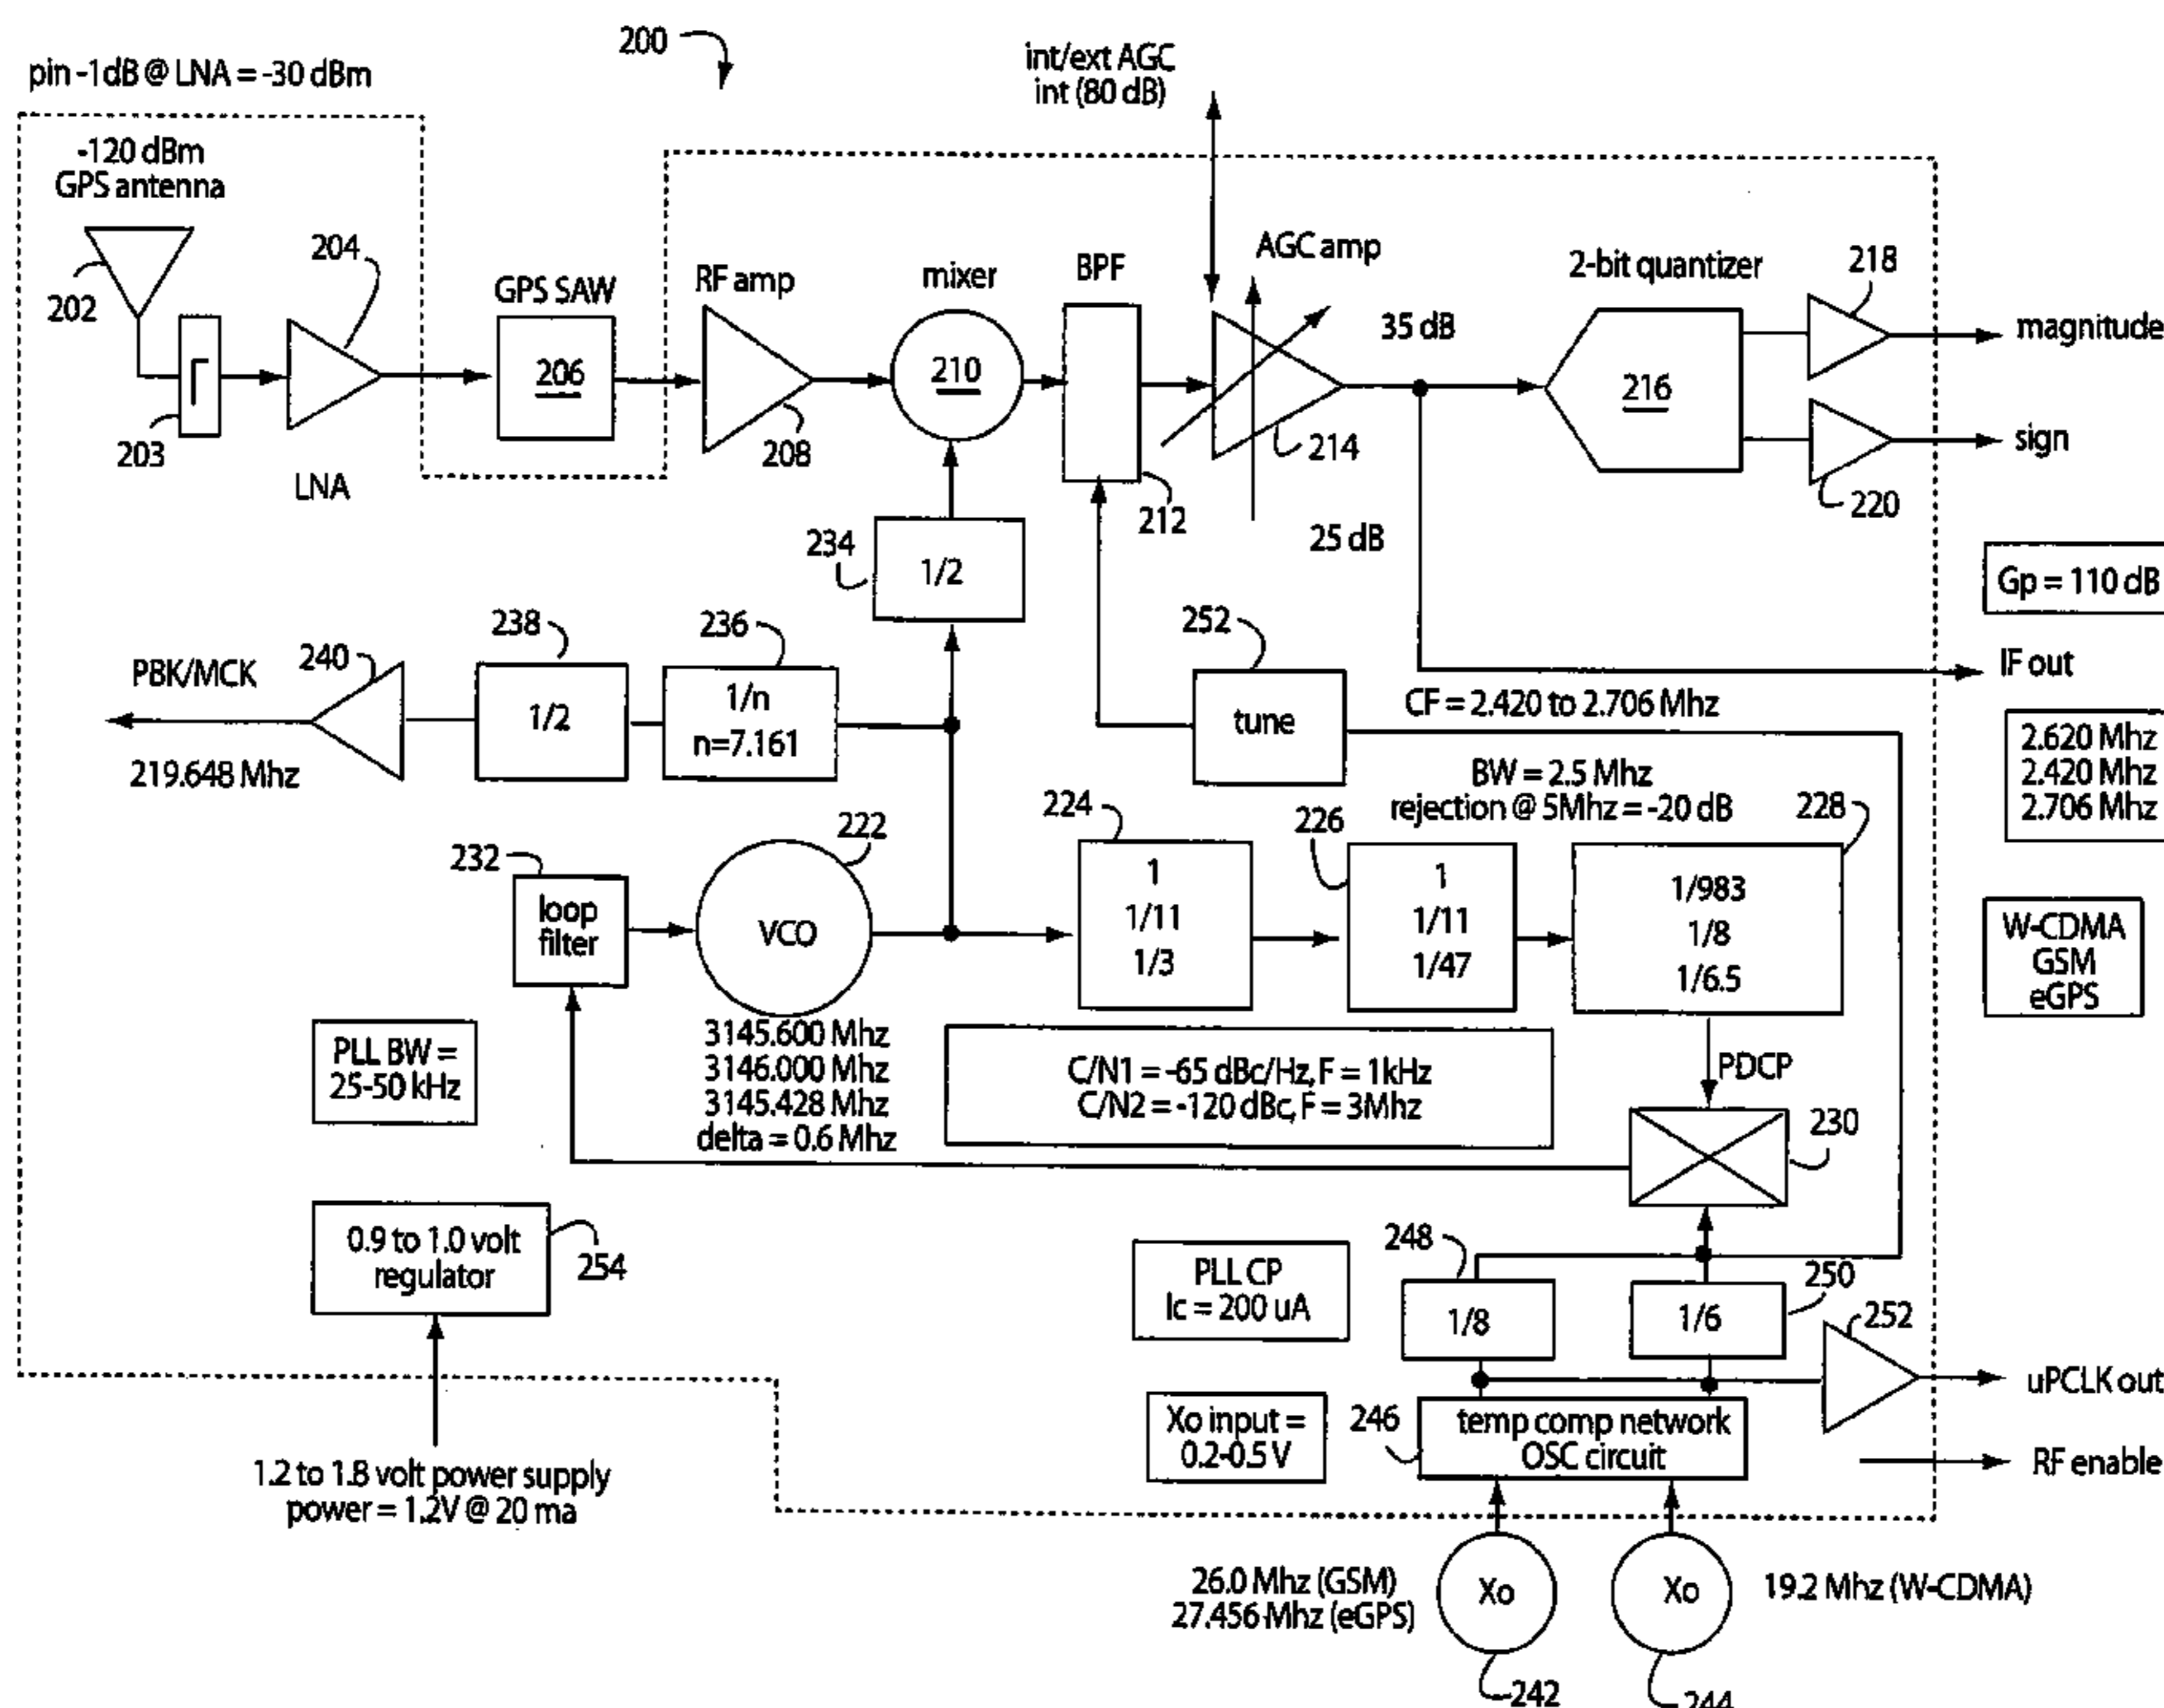 200
pin -1dB @ LNA = -30 dBm
int/ext AGC
int (80 dB)
-120 dBm
GPS antenna
202
203
204
LNA
GPS SAW
206
RF amp
208
mixer
210
BPF
212
AGC amp
214
35 dB
25 dB
2-bit quantizer
216
218
magnitude
sign
220
Gp = 110 dB
234
1/2
PBK/MCK
240
219.648 Mhz
238
1/2
236
1/n
n=7.161
252
tune
IF out
CF = 2.420 to 2.706 Mhz
BW = 2.5 Mhz
rejection @ 5Mhz = -20 dB
2.620 Mhz
2.420 Mhz
2.706 Mhz
232
loop
filter
222
VCO
3145.600 Mhz
3146.000 Mhz
3145.428 Mhz
delta = 0.6 Mhz
224
1
1/11
1/3
226
1
1/11
1/47
228
1/983
1/8
1/6.5
W-CDMA
GSM
eGPS
PLL BW =
25-50 kHz
C/N1 = -65 dBc/Hz, F = 1kHz
C/N2 = -120 dBc, F = 3Mhz
PDCP
230
0.9 to 1.0 volt
regulator
254
1.2 to 1.8 volt power supply
power = 1.2V @ 20 ma
PLL CP
Ic = 200 uA
248
1/8
250
1/6
252
uPCLK out
Xo input =
0.2-0.5 V
246
temp comp network
OSC circuit
RF enable
26.0 Mhz (GSM)
27.456 Mhz (eGPS)
Xo
242
Xo
244
19.2 Mhz (W-CDMA)